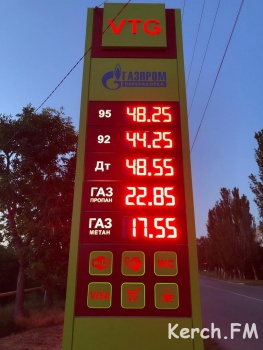 VTG
ГАЗПРОМ
95 48.25
92 44.25
Дт 48.55
ГАЗ ПРОПАН 22.85
ГАЗ МЕТАН 17.55
VISA
Kerch.FM